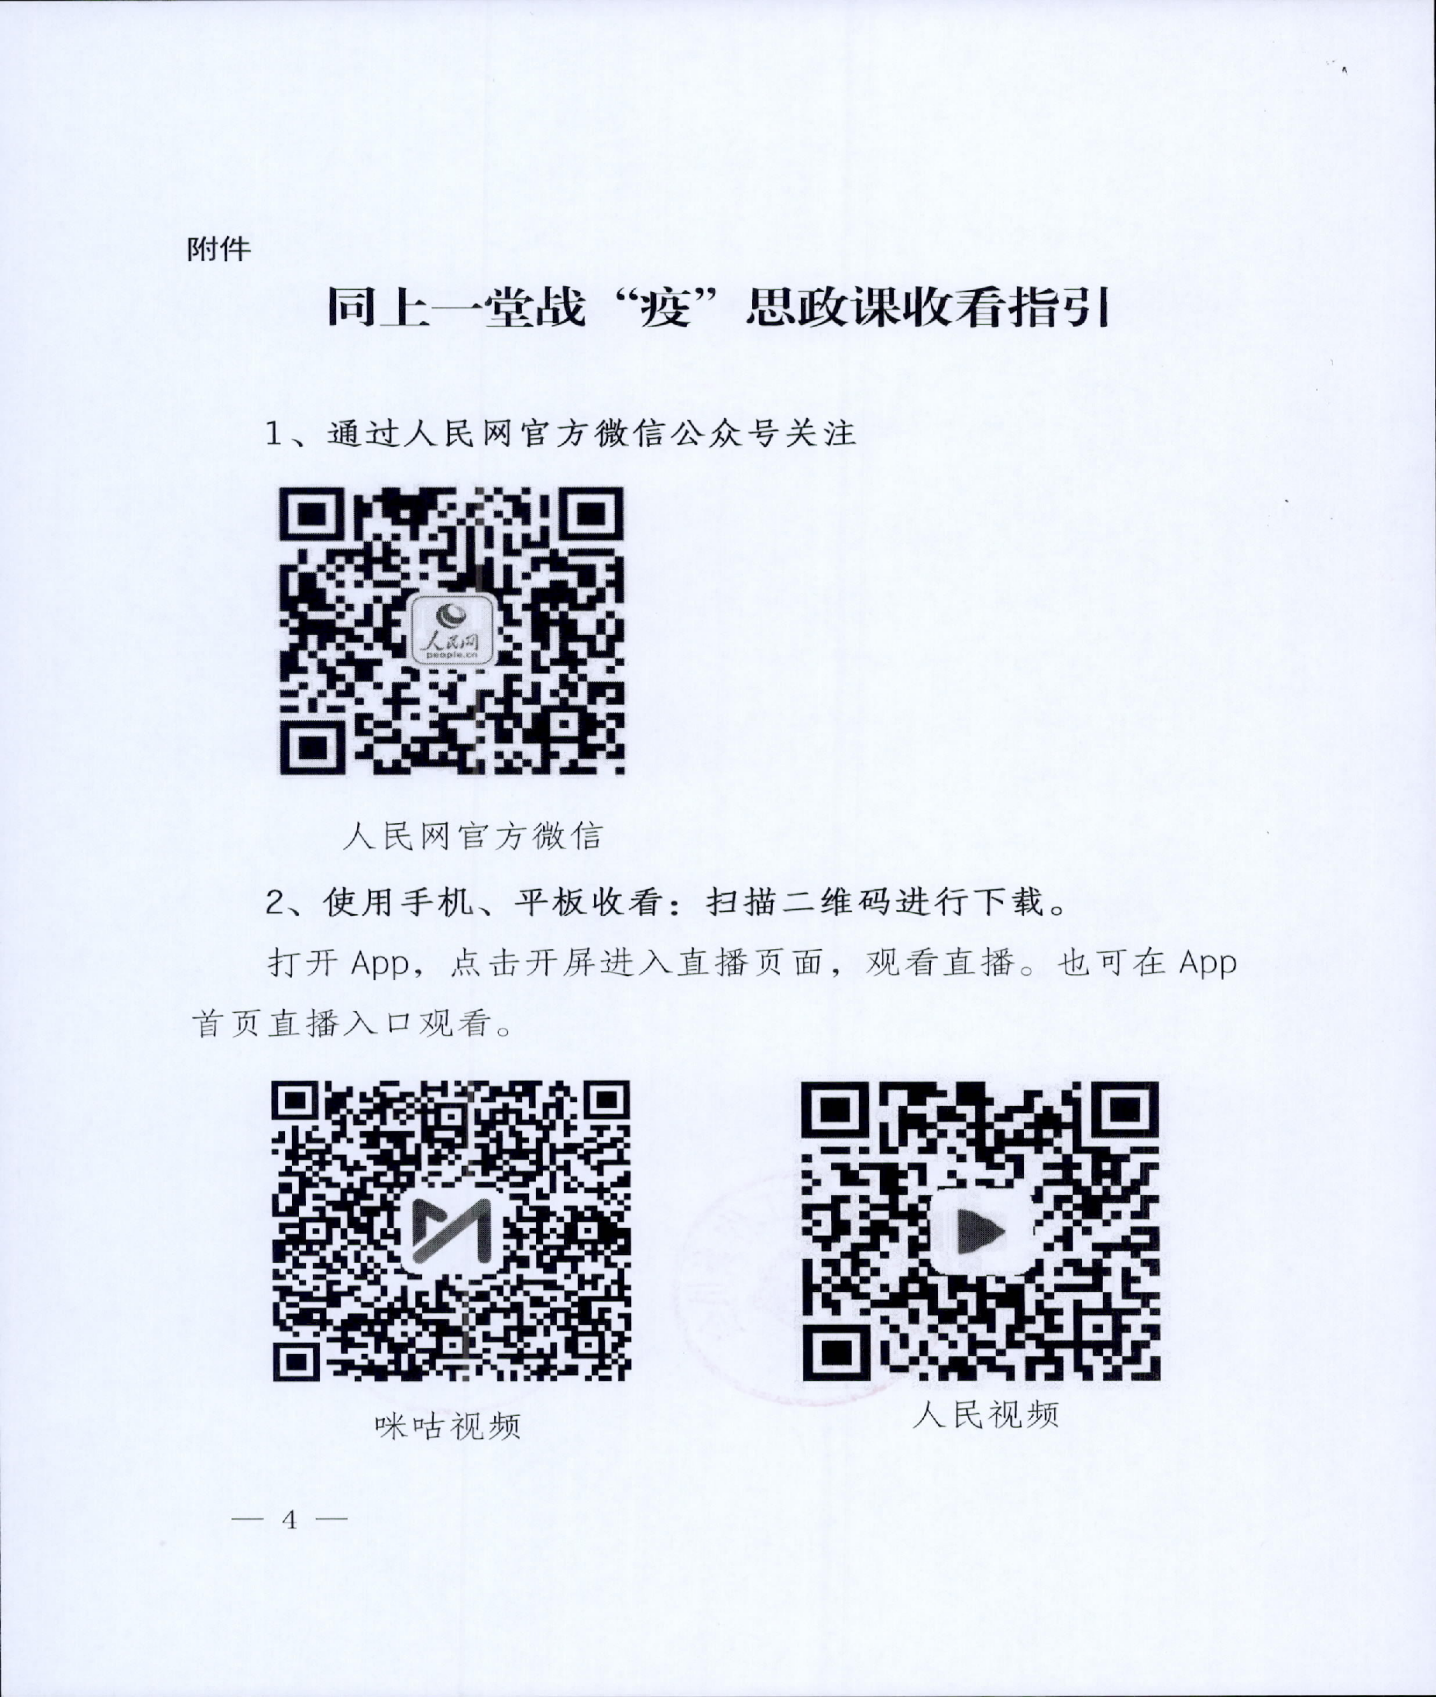 附件
同上一堂战“疫”思政课收看指引
1、通过人民网官方微信公众号关注
人民网
people.cn
人民网官方微信
2、使用手机、平板收看：扫描二维码进行下载。
打开 App，点击开屏进入直播页面，观看直播。也可在 App
首页直播入口观看。
咪咕视频
人民视频
— 4 —